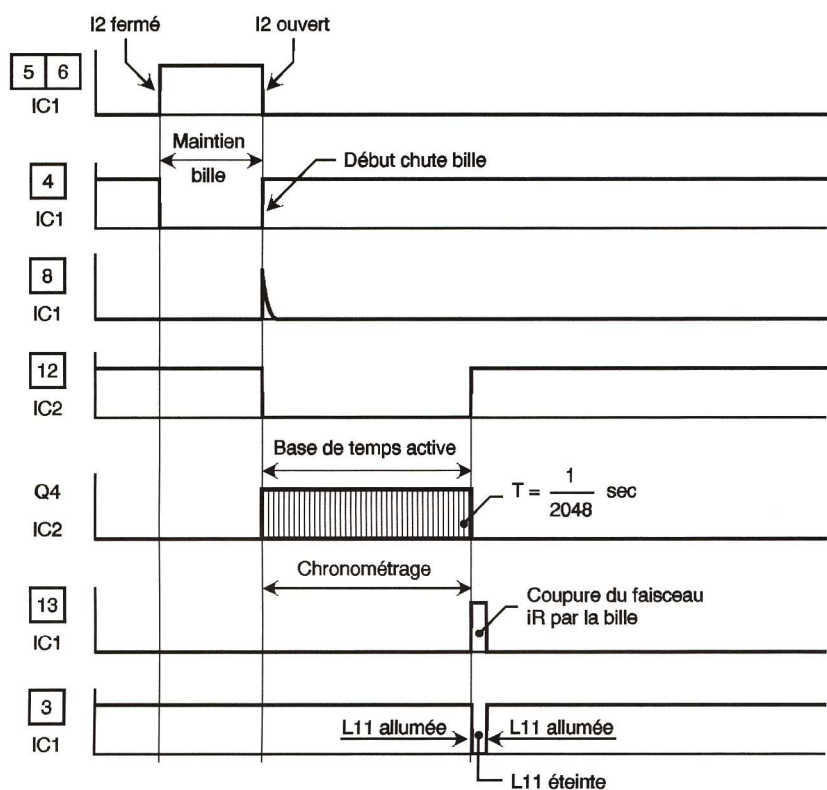 I2 fermé
I2 ouvert
5 6
IC1
Maintien
bille
Début chute bille
4
IC1
8
IC1
12
IC2
Base de temps active
Q4
IC2
T = 1/2048 sec
Chronométrage
13
IC1
Coupure du faisceau
iR par la bille
3
IC1
L11 allumée
L11 allumée
L11 éteinte